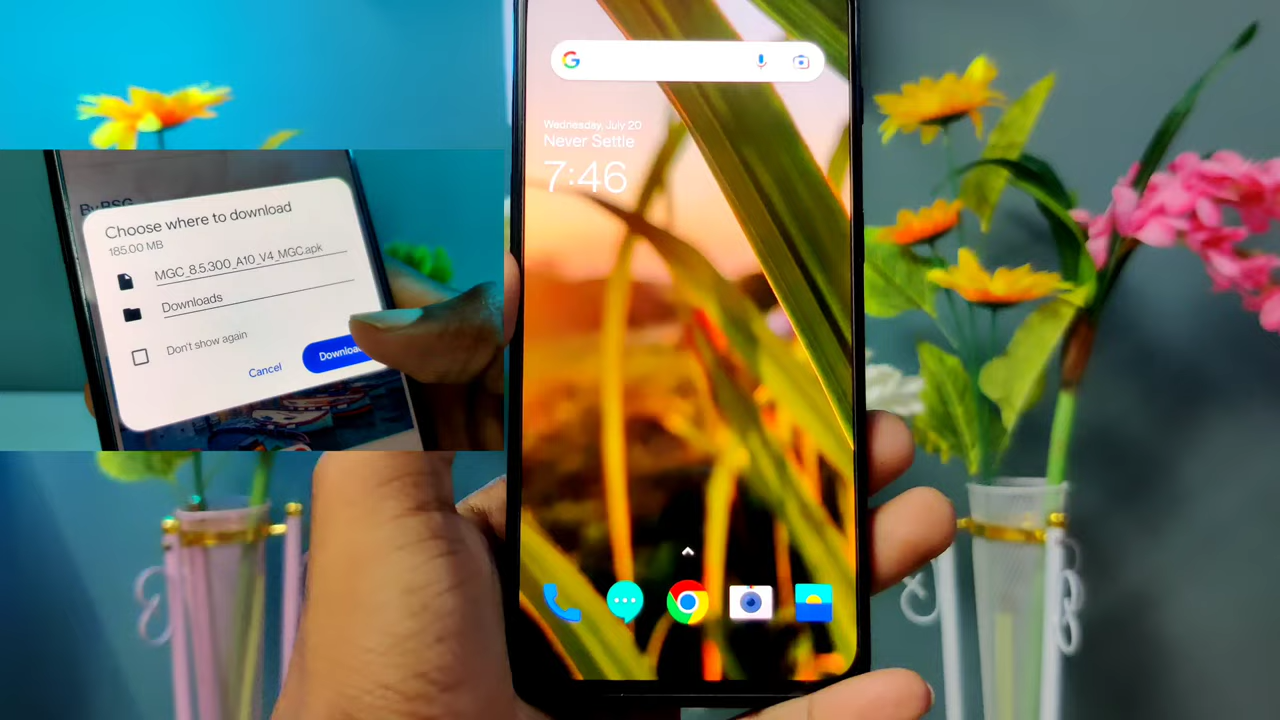 By BSG
Choose where to download
185.00 MB
MGC_8.5.300_A10_V4_MGC.apk
Downloads
Don't show again
Cancel
Download
Wednesday, July 20
Never Settle
7:46